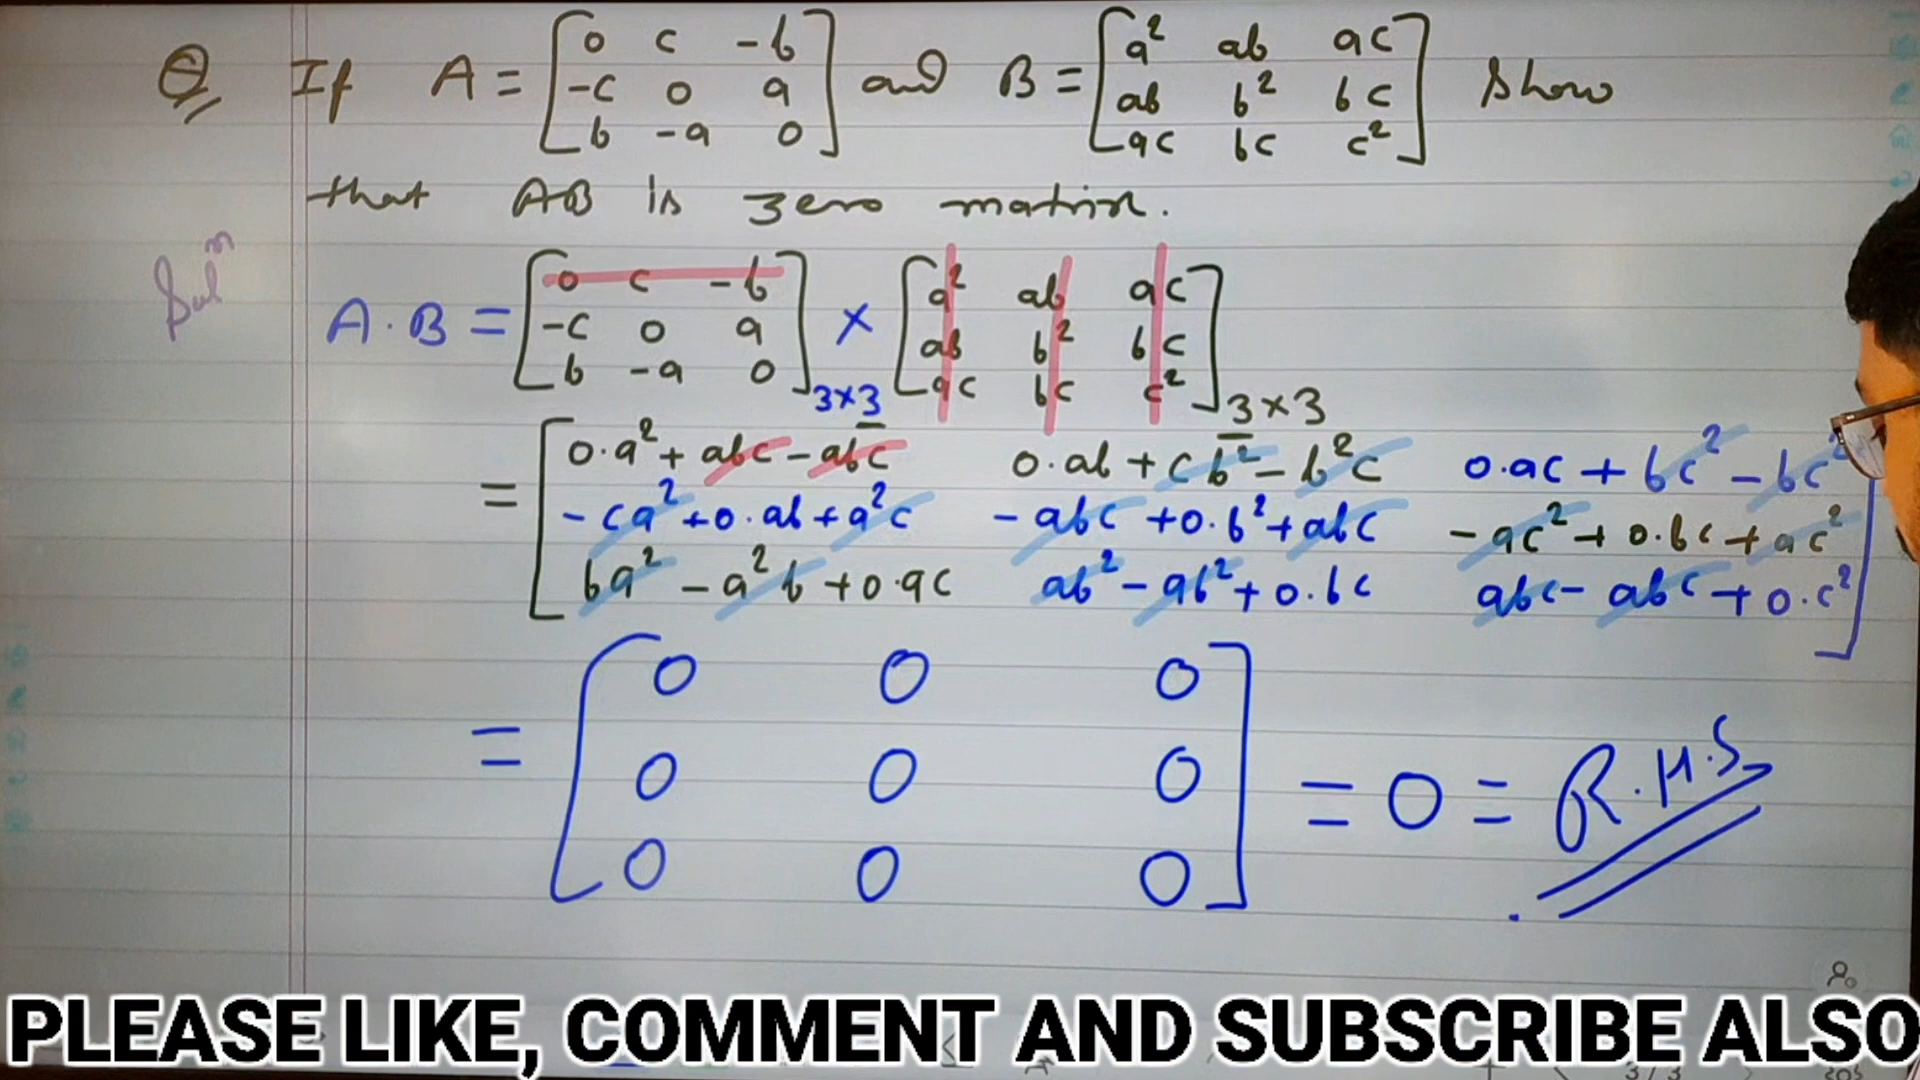 Q, If A = [0 c -b; -c 0 a; b -a 0] and B = [a² ab ac; ab b² bc; ac bc c²] Show
that AB is zero matrix.
Solⁿ
A·B = [0 c -b; -c 0 a; b -a 0] 3×3 × [a² ab ac; ab b² bc; ac bc c²] 3×3
= [0·a² + abc - abc 0·ab + cb² - b²c 0·ac + bc² - bc²
-ca² + 0·ab + a²c -abc + 0·b² + abc -ac² + 0·bc + ac²
ba² - a²b + 0·ac ab² - ab² + 0·bc abc - abc + 0·c²]
= [0 0 0
0 0 0
0 0 0] = 0 = R.H.S
PLEASE LIKE, COMMENT AND SUBSCRIBE ALSO